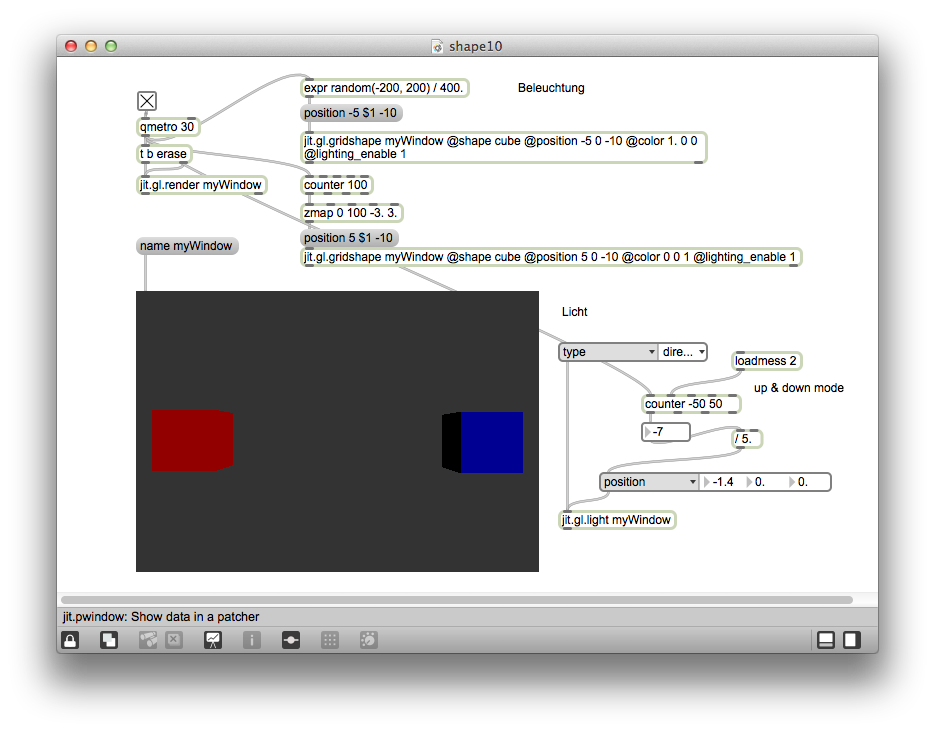 shape10
expr random(-200, 200) / 400.
Beleuchtung
position -5 $1 -10
qmetro 30
jit.gl.gridshape myWindow @shape cube @position -5 0 -10 @color 1. 0 0
@lighting_enable 1
t b erase
jit.gl.render myWindow
counter 100
zmap 0 100 -3. 3.
position 5 $1 -10
name myWindow
jit.gl.gridshape myWindow @shape cube @position 5 0 -10 @color 0 0 1 @lighting_enable 1
Licht
type
dire...
loadmess 2
up & down mode
counter -50 50
-7
/ 5.
position
-1.4
0.
0.
jit.gl.light myWindow
jit.pwindow: Show data in a patcher